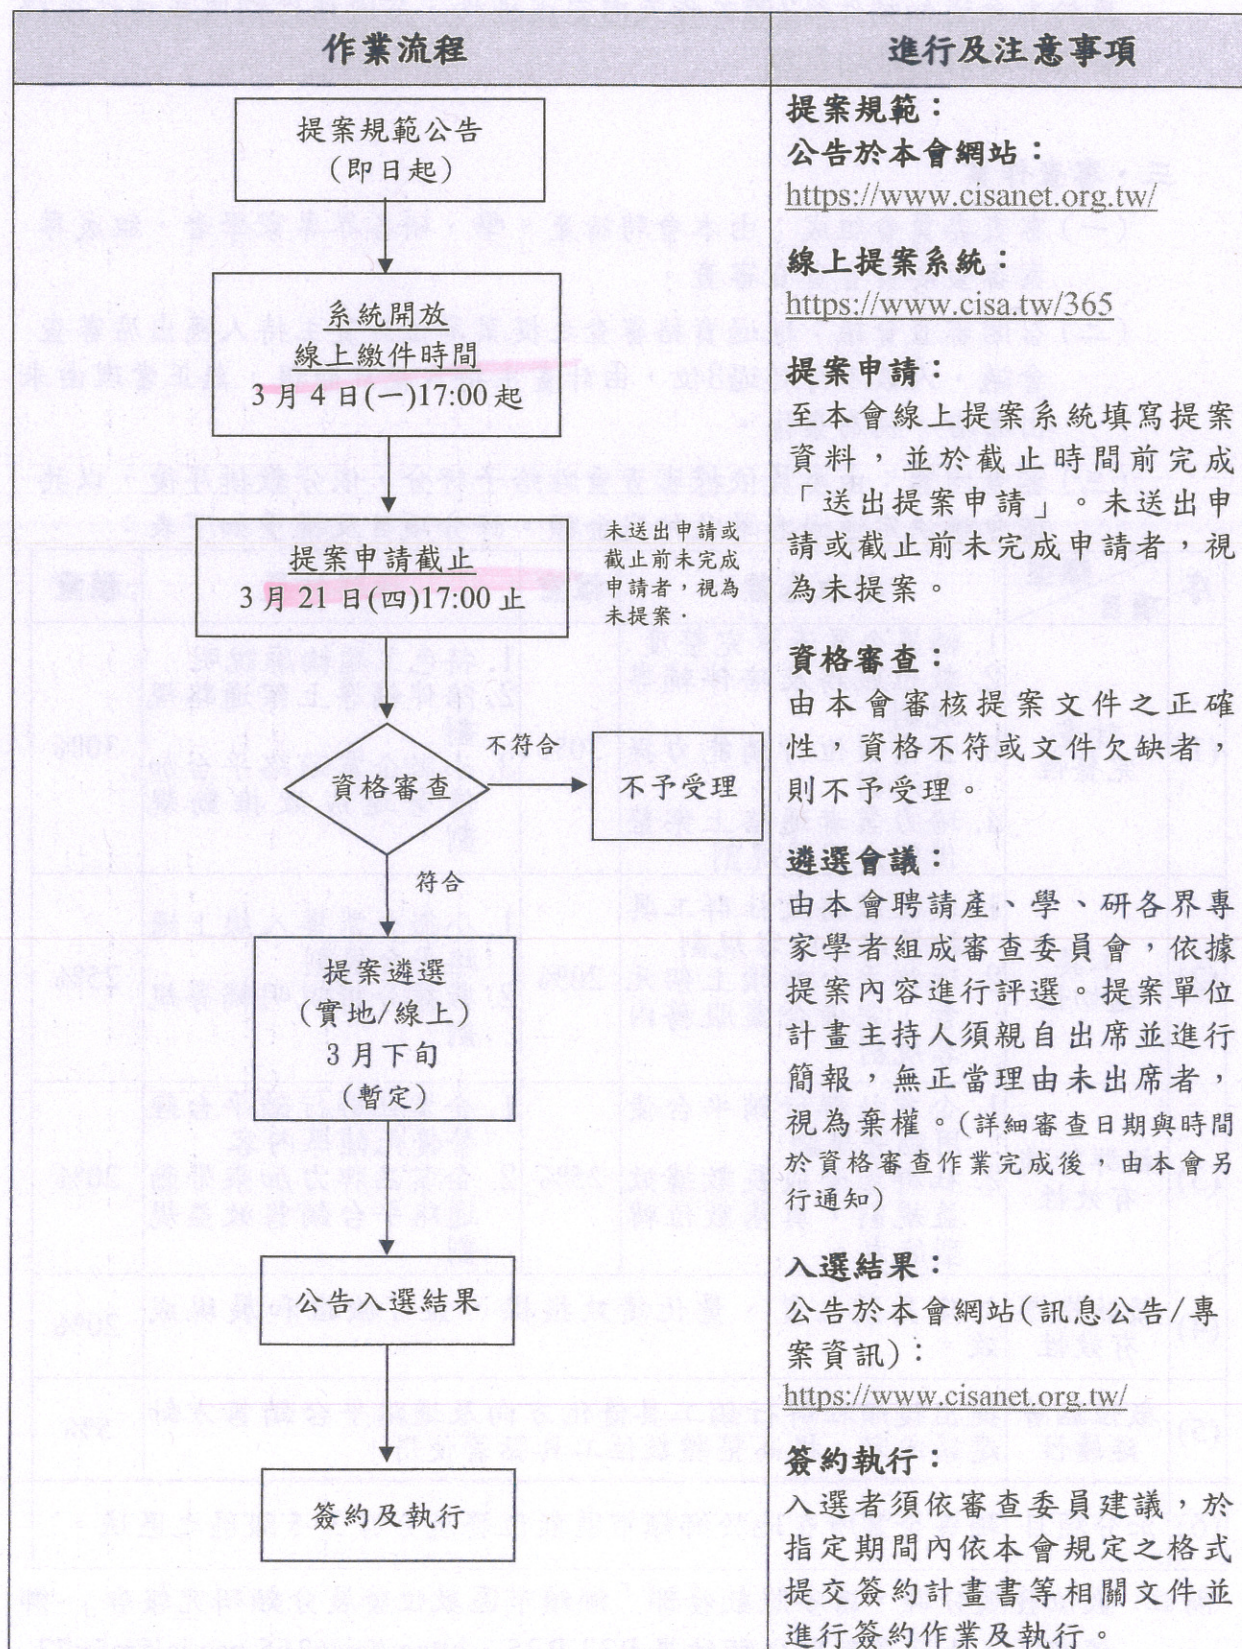 作業流程
進行及注意事項
提案規範公告
(即日起)
系統開放
線上繳件時間
3月4日(一)17:00起
提案申請截止
3月21日(四)17:00止
未送出申請或
截止前未完成
申請者，視為
未提案。
資格審查
不符合
不予受理
符合
提案遴選
(實地/線上)
3月下旬
(暫定)
公告入選結果
簽約及執行
提案規範：
公告於本會網站：
https://www.cisanet.org.tw/
線上提案系統：
https://www.cisa.tw/365
提案申請：
至本會線上提案系統填寫提案
資料，並於截止時間前完成
「送出提案申請」。未送出申
請或截止前未完成申請者，視
為未提案。
資格審查：
由本會審核提案文件之正確
性，資格不符或文件欠缺者，
則不予受理。
遴選會議：
由本會聘請產、學、研各界專
家學者組成審查委員會，依據
提案內容進行評選。提案單位
計畫主持人須親自出席並進行
簡報，無正當理由未出席者，
視為棄權。(詳細審查日期與時間
於資格審查作業完成後，由本會另
行通知)
入選結果：
公告於本會網站(訊息公告/專
案資訊)：
https://www.cisanet.org.tw/
簽約執行：
入選者須依審查委員建議，於
指定期間內依本會規定之格式
提交簽約計畫書等相關文件並
進行簽約作業及執行。